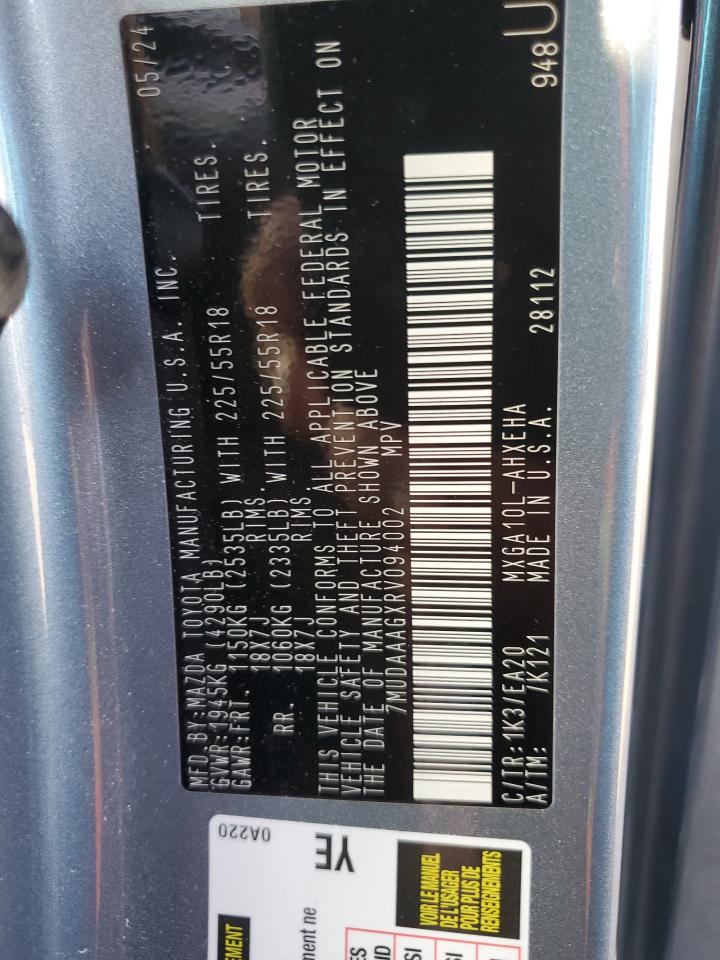 MFD.BY:MAZDA TOYOTA MANUFACTURING U.S.A. INC. 05/24
GVWR:1945KG (4290LB)
GAWR:FRT. 1150KG (2535LB) WITH 225/55R18 TIRES.
18X7J RIMS.
RR. 1060KG (2335LB) WITH 225/55R18 TIRES.
18X7J RIMS
THIS VEHICLE CONFORMS TO ALL APPLICABLE FEDERAL MOTOR
VEHICLE SAFETY AND THEFT PREVENTION STANDARDS IN EFFECT ON
THE DATE OF MANUFACTURE SHOWN ABOVE
7MUDAAAGXRV094002 MPV
C/TR:1K3/EA20 MXGA10L-AHXEHA 28112
A/TM: /K121 MADE IN U.S.A. 948U
0A220
YE
VOIR LE MANUEL
DE L'USAGER
POUR PLUS DE
RENSEIGNEMENTS